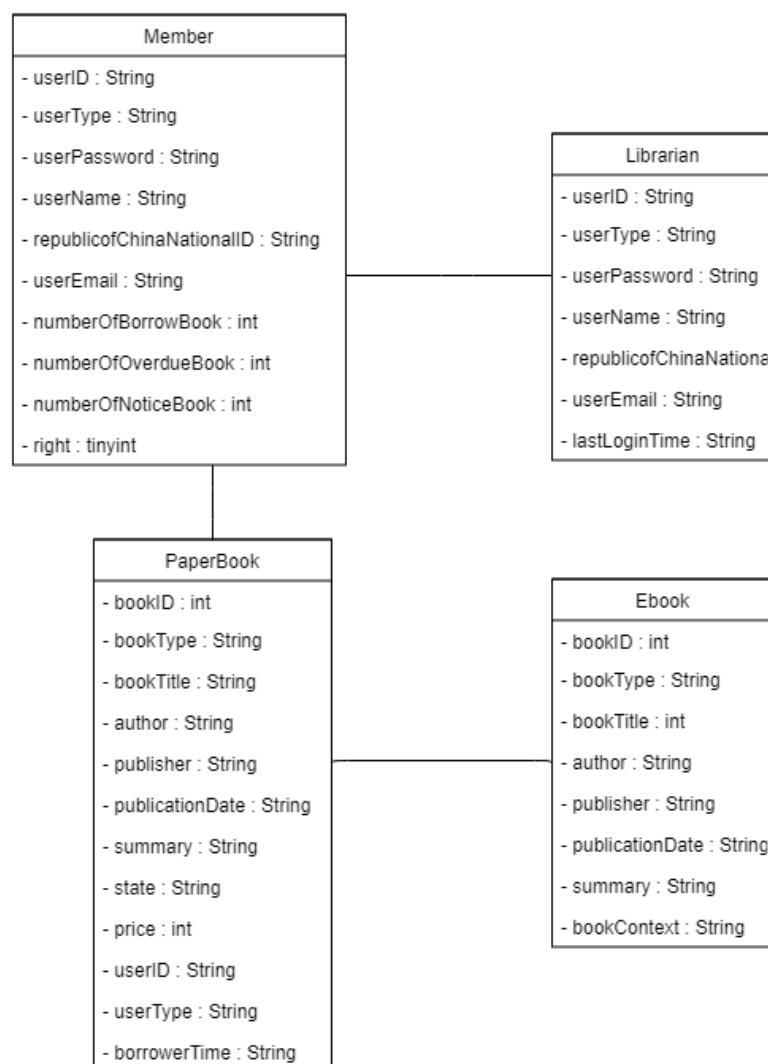 Member
- userID : String
- userType : String
- userPassword : String
- userName : String
- republicofChinaNationalID : String
- userEmail : String
- numberOfBorrowBook : int
- numberOfOverdueBook : int
- numberOfNoticeBook : int
- right : tinyint
Librarian
- userID : String
- userType : String
- userPassword : String
- userName : String
- republicofChinaNationa
- userEmail : String
- lastLoginTime : String
PaperBook
- bookID : int
- bookType : String
- bookTitle : String
- author : String
- publisher : String
- publicationDate : String
- summary : String
- state : String
- price : int
- userID : String
- userType : String
- borrowerTime : String
Ebook
- bookID : int
- bookType : String
- bookTitle : int
- author : String
- publisher : String
- publicationDate : String
- summary : String
- bookContext : String